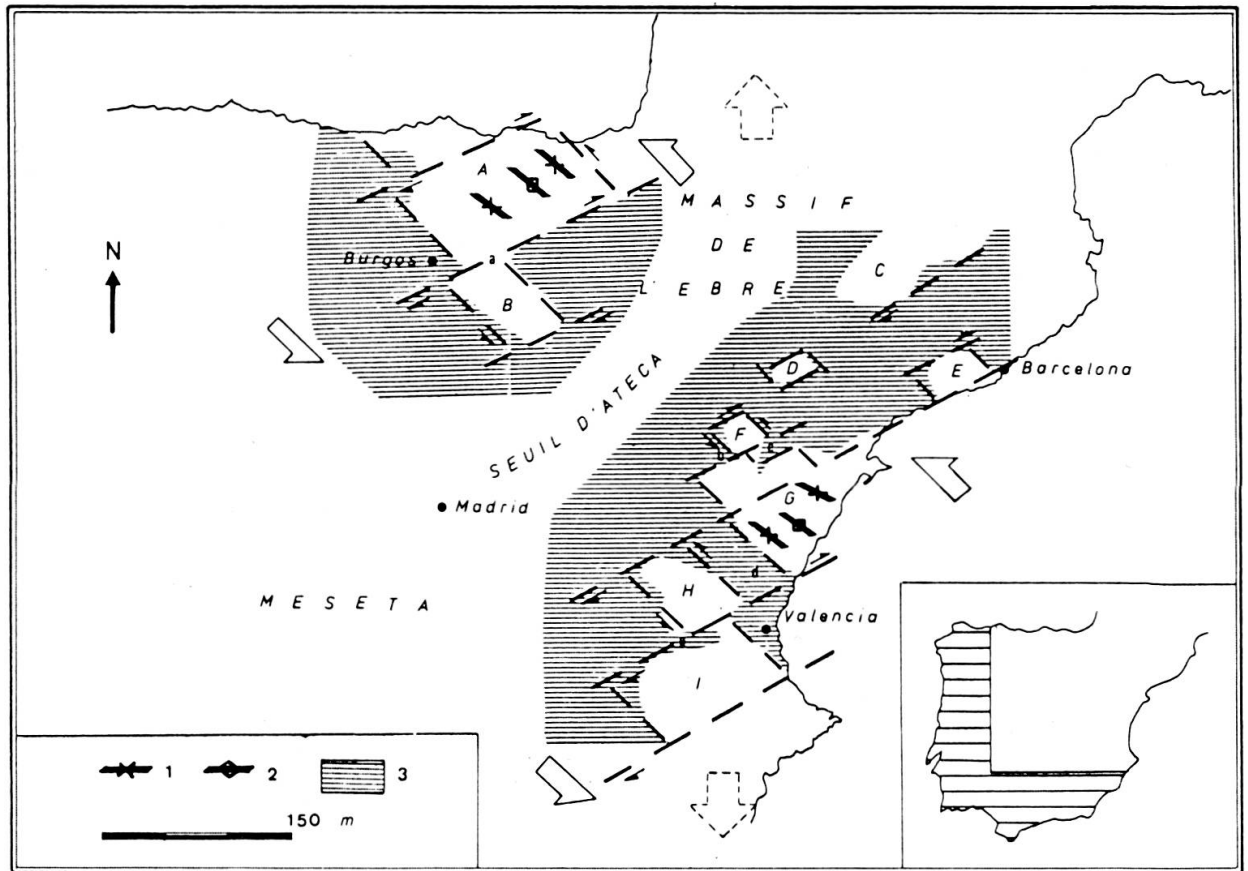 A
MASSIF
N
DE
C
Burgos
a
L'EBRE
B
D
E
Barcelona
SEUIL D'ATECA
F
b
c
G
Madrid
d
H
MESETA
Valencia
I
1
2
3
150 m